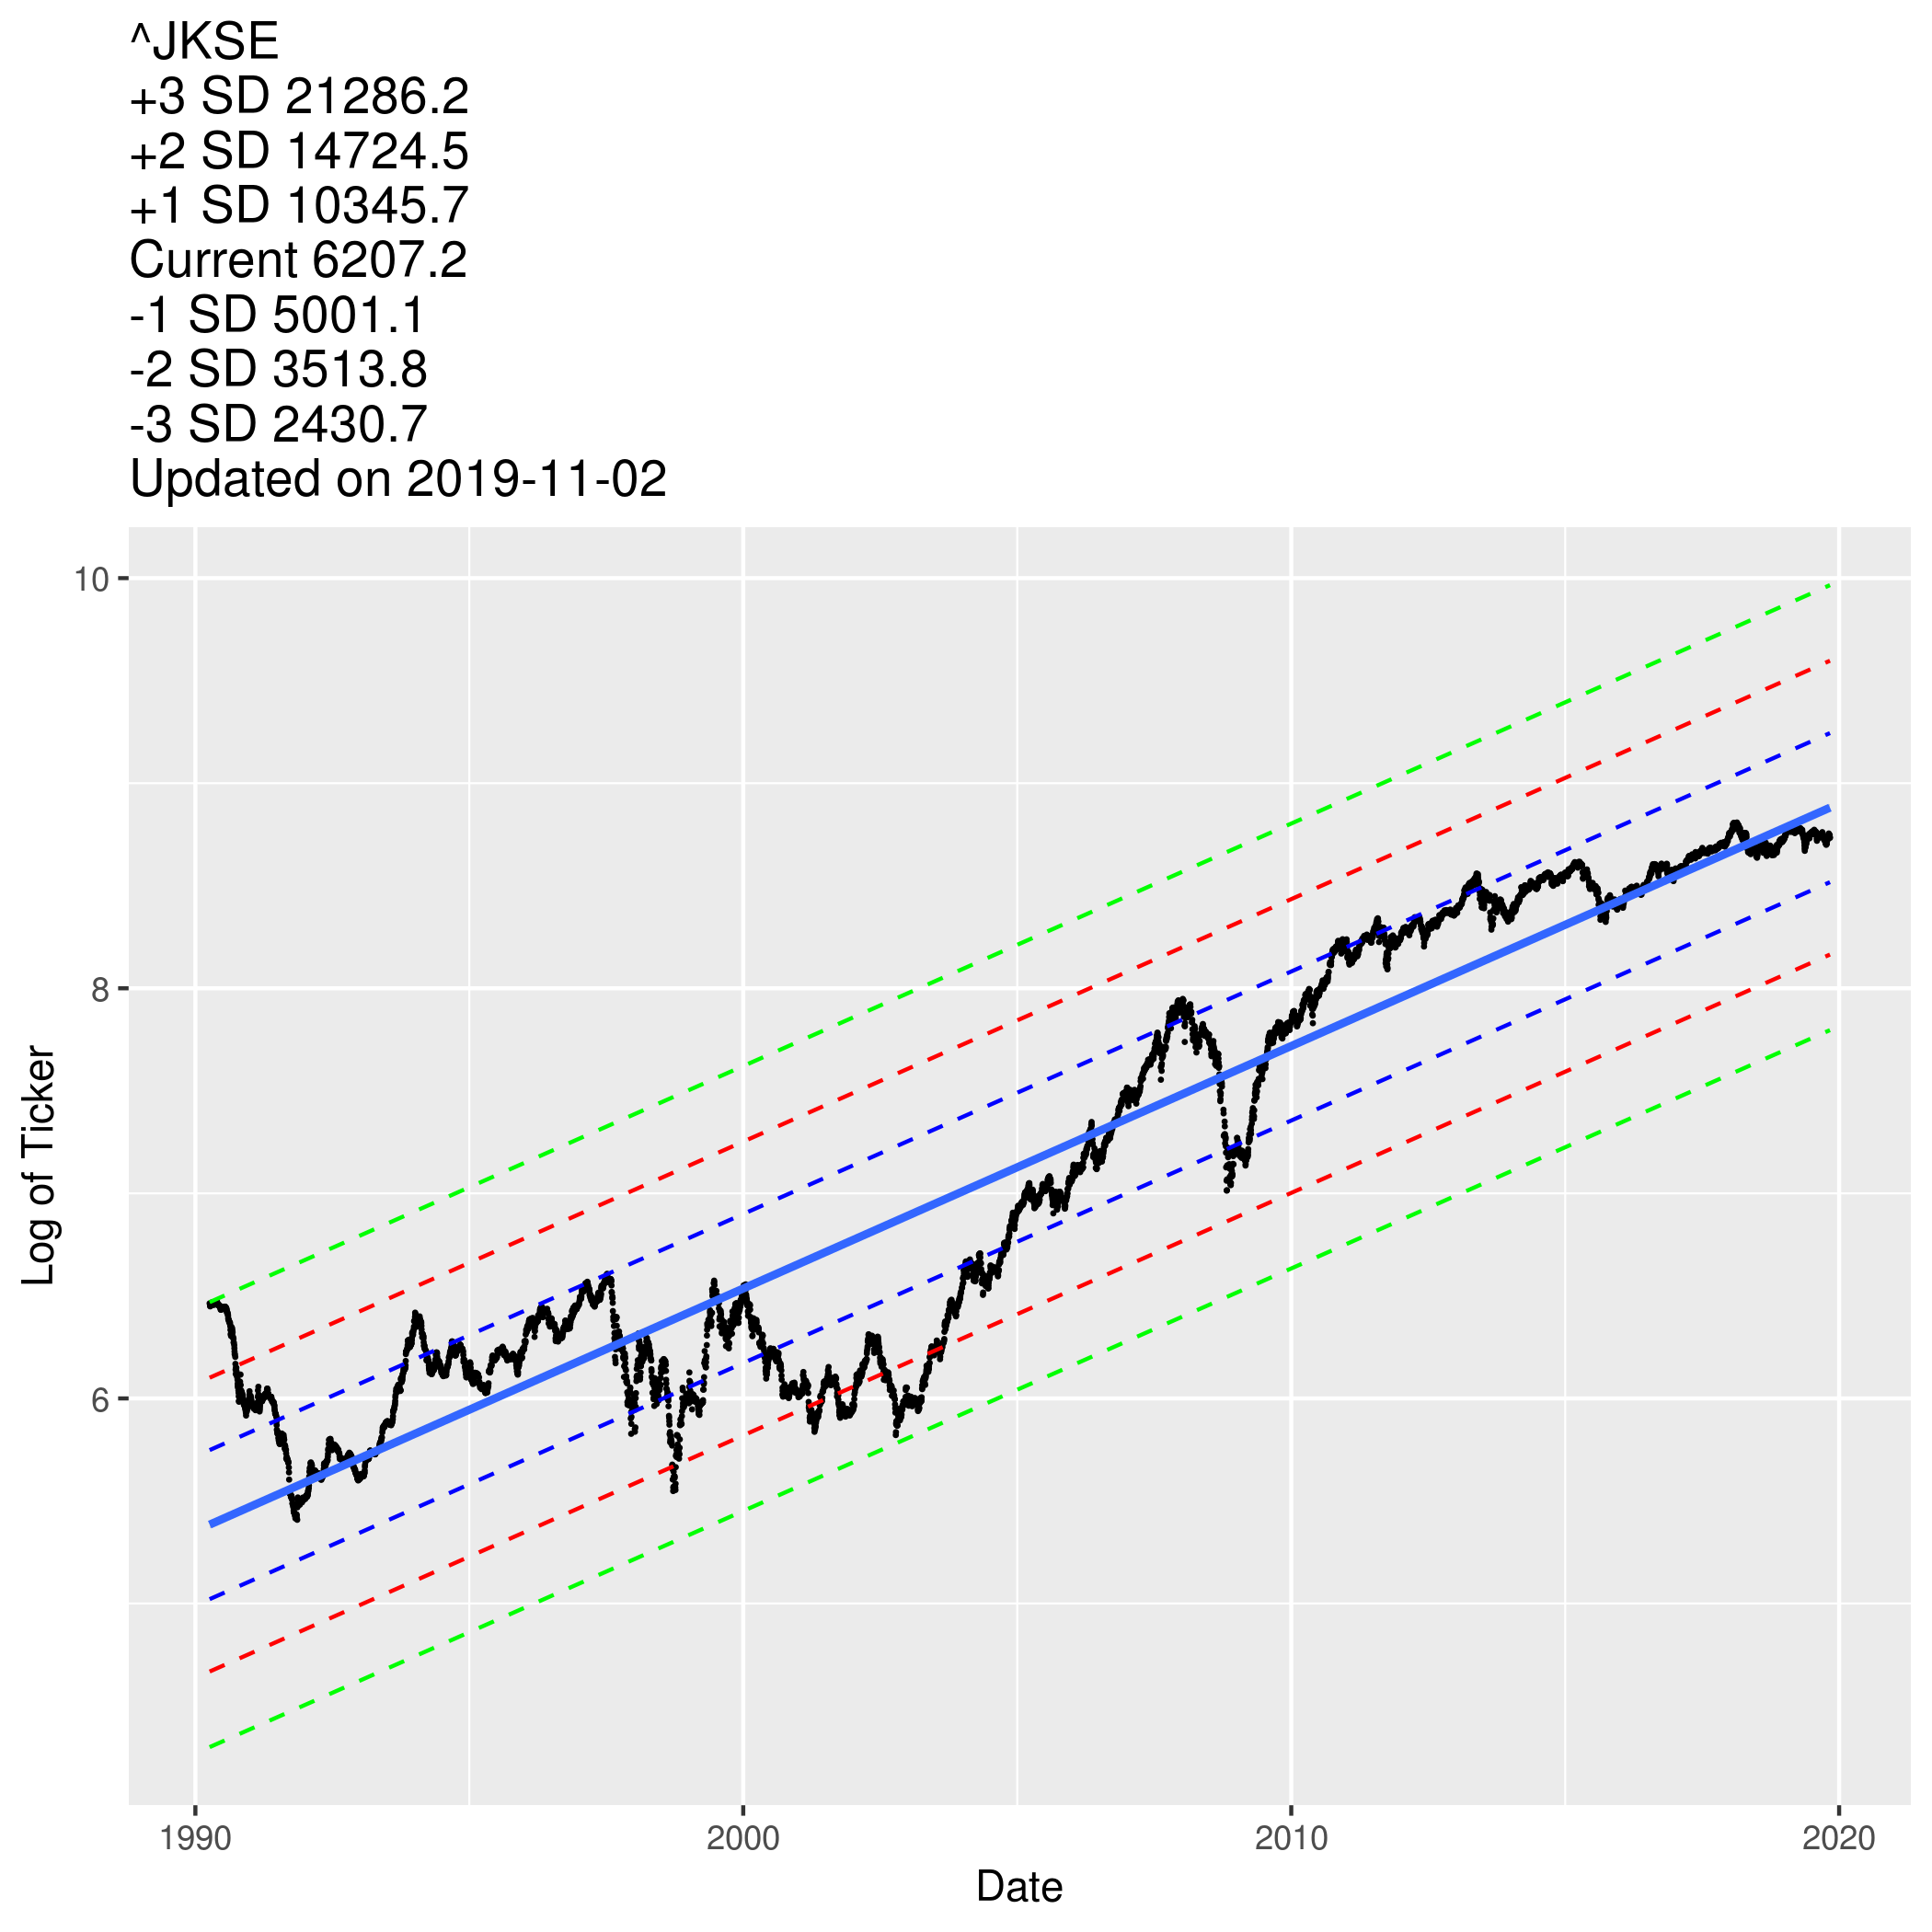 ^JKSE
+3 SD 21286.2
+2 SD 14724.5
+1 SD 10345.7
Current 6207.2
-1 SD 5001.1
-2 SD 3513.8
-3 SD 2430.7
Updated on 2019-11-02
10
8
6
Log of Ticker
1990 2000 2010 2020
Date